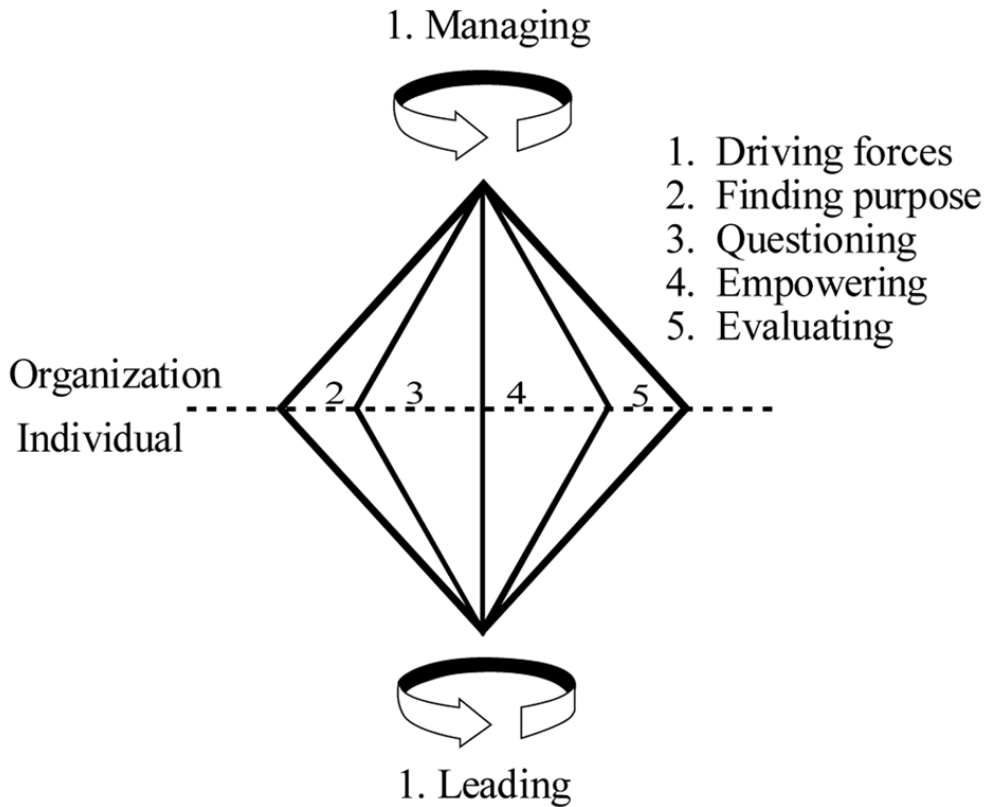 1. Managing
1. Driving forces
2. Finding purpose
3. Questioning
4. Empowering
5. Evaluating
Organization
2 3 4 5
Individual
1. Leading